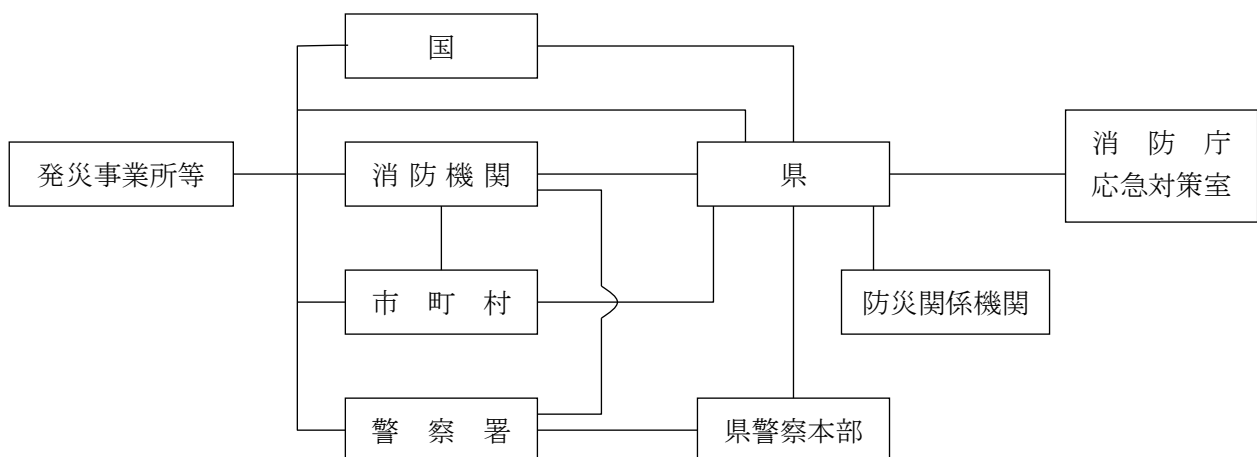 国
発災事業所等
消防機関
県
消防庁
応急対策室
市町村
防災関係機関
警察署
県警察本部